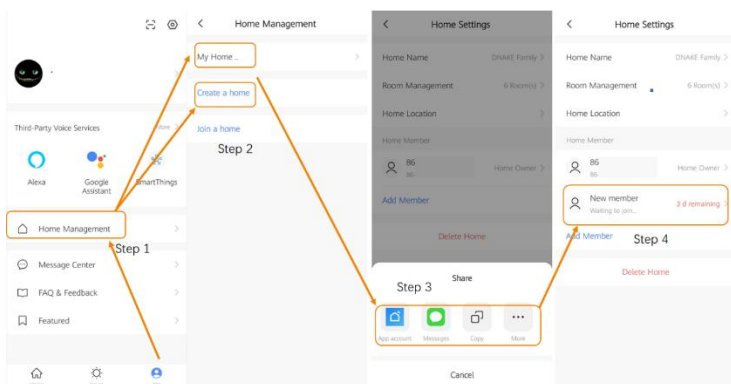 Third-Party Voice Services
More
Alexa
Google
Assistant
SmartThings
Home Management
Step 1
Message Center
FAQ & Feedback
Featured
Home Management
My Home ..
Create a home
Join a home
Step 2
Home Settings
Home Name
DNAKE Family
Room Management
6 Room(s)
Home Location
Home Member
86
86
Home Owner
Add Member
Delete Home
Share
Step 3
App account
Messages
Copy
More
Cancel
Home Settings
Home Name
DNAKE Family
Room Management
6 Room(s)
Home Location
Home Member
86
86
Home Owner
New member
Waiting to join...
3 d remaining
Add Member
Step 4
Delete Home